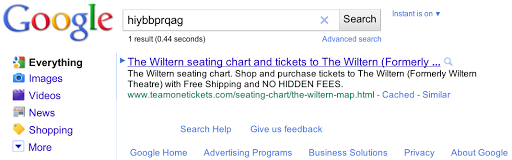 Google
hiybbprqag
Search
Instant is on ▼
1 result (0.44 seconds)
Advanced search
Everything
Images
Videos
News
Shopping
More
The Wiltern seating chart and tickets to The Wiltern (Formerly ...
The Wiltern seating chart. Shop and purchase tickets to The Wiltern (Formerly Wiltern
Theatre) with Free Shipping and NO HIDDEN FEES.
www.teamonetickets.com/seating-chart/the-wiltern-map.html - Cached - Similar
Search Help Give us feedback
Google Home Advertising Programs Business Solutions Privacy About Google